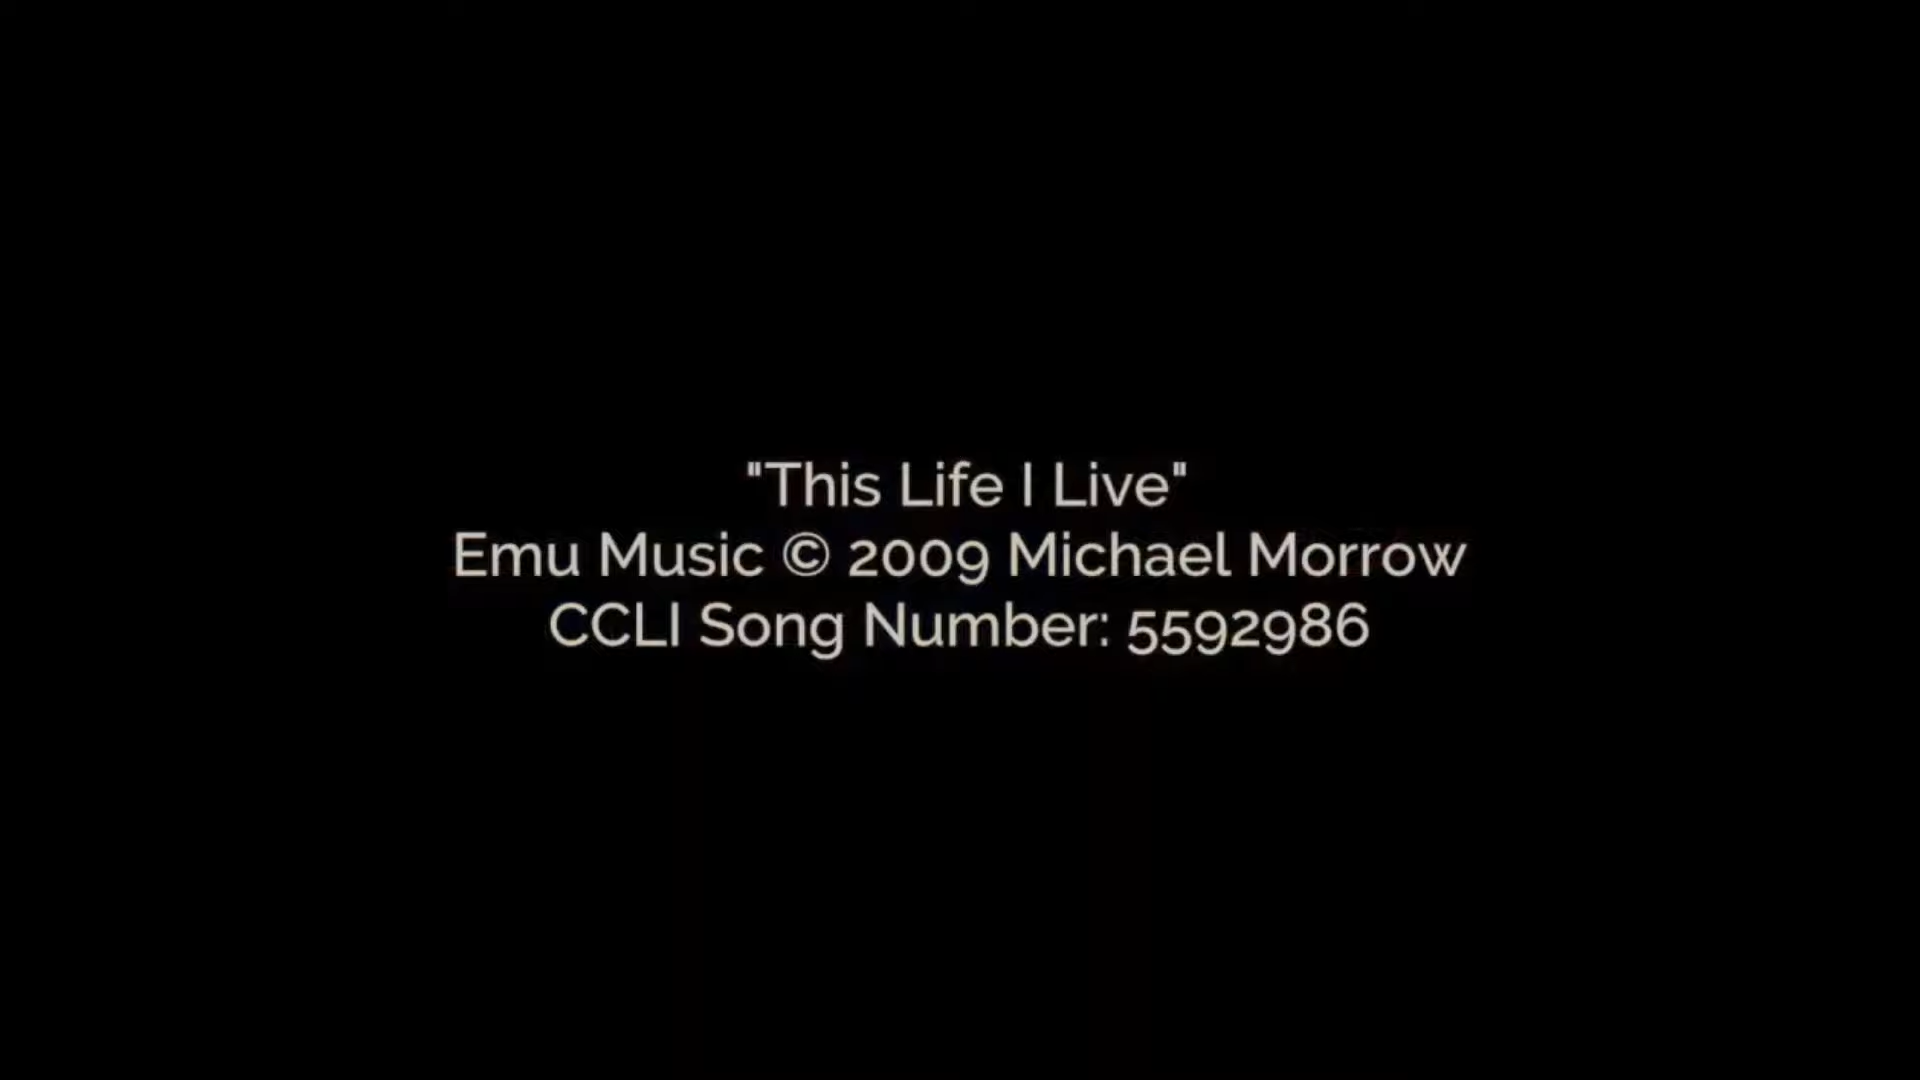 "This Life I Live"
Emu Music © 2009 Michael Morrow
CCLI Song Number: 5592986